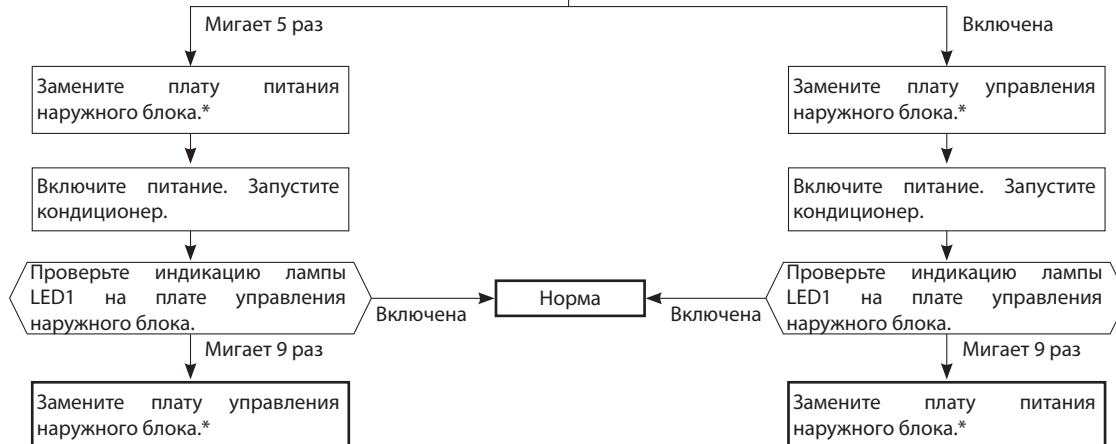 Мигает 5 раз
Включена
Замените плату питания
наружного блока.*
Замените плату управления
наружного блока.*
Включите питание. Запустите
кондиционер.
Включите питание. Запустите
кондиционер.
Проверьте индикацию лампы
LED1 на плате управления
наружного блока.
Включена
Норма
Включена
Проверьте индикацию лампы
LED1 на плате управления
наружного блока.
Мигает 9 раз
Мигает 9 раз
Замените плату управления
наружного блока.*
Замените плату питания
наружного блока.*